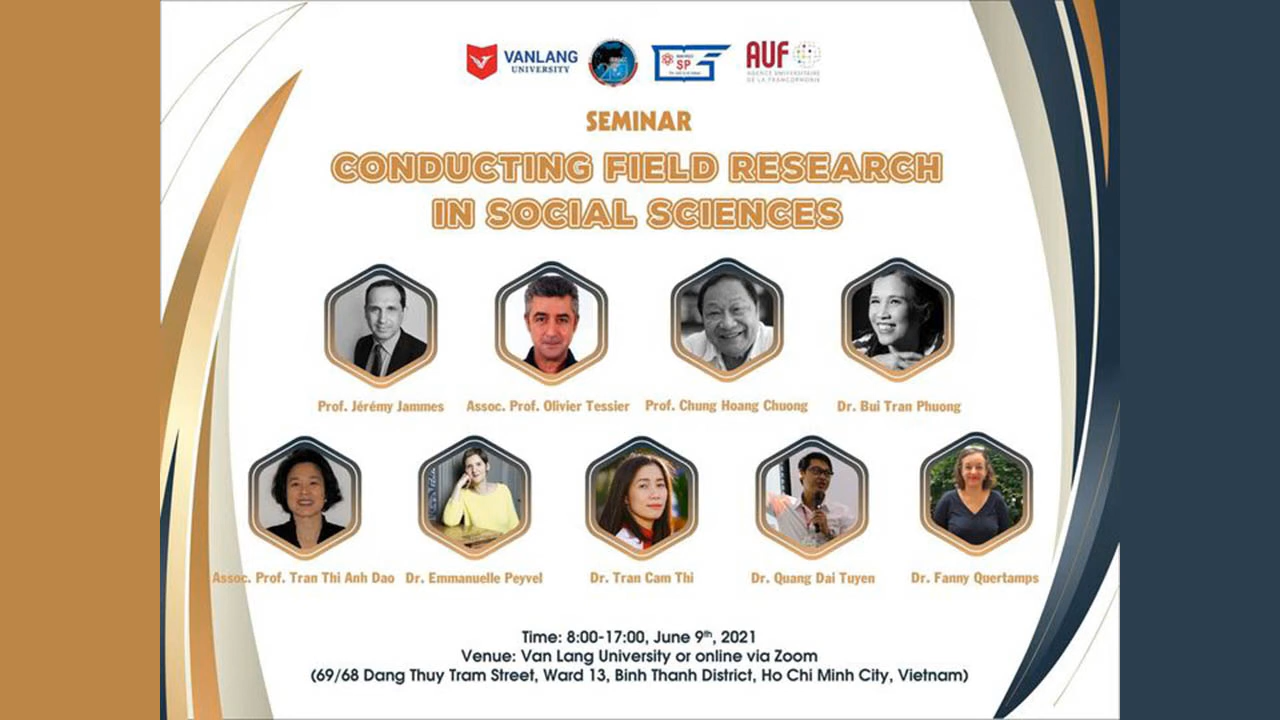 VANLANG
UNIVERSITY
SP
AUF
AGENCE UNIVERSITAIRE
DE LA FRANCOPHONIE
SEMINAR
CONDUCTING FIELD RESEARCH
IN SOCIAL SCIENCES
Prof. Jérémy Jammes
Assoc. Prof. Olivier Tessier
Prof. Chung Hoang Chuong
Dr. Bui Tran Phuong
Assoc. Prof. Tran Thi Anh Dao
Dr. Emmanuelle Peyvel
Dr. Tran Cam Thi
Dr. Quang Dai Tuyen
Dr. Fanny Quertamps
Time: 8:00-17:00, June 9th, 2021
Venue: Van Lang University or online via Zoom
(69/68 Dang Thuy Tram Street, Ward 13, Binh Thanh District, Ho Chi Minh City, Vietnam)